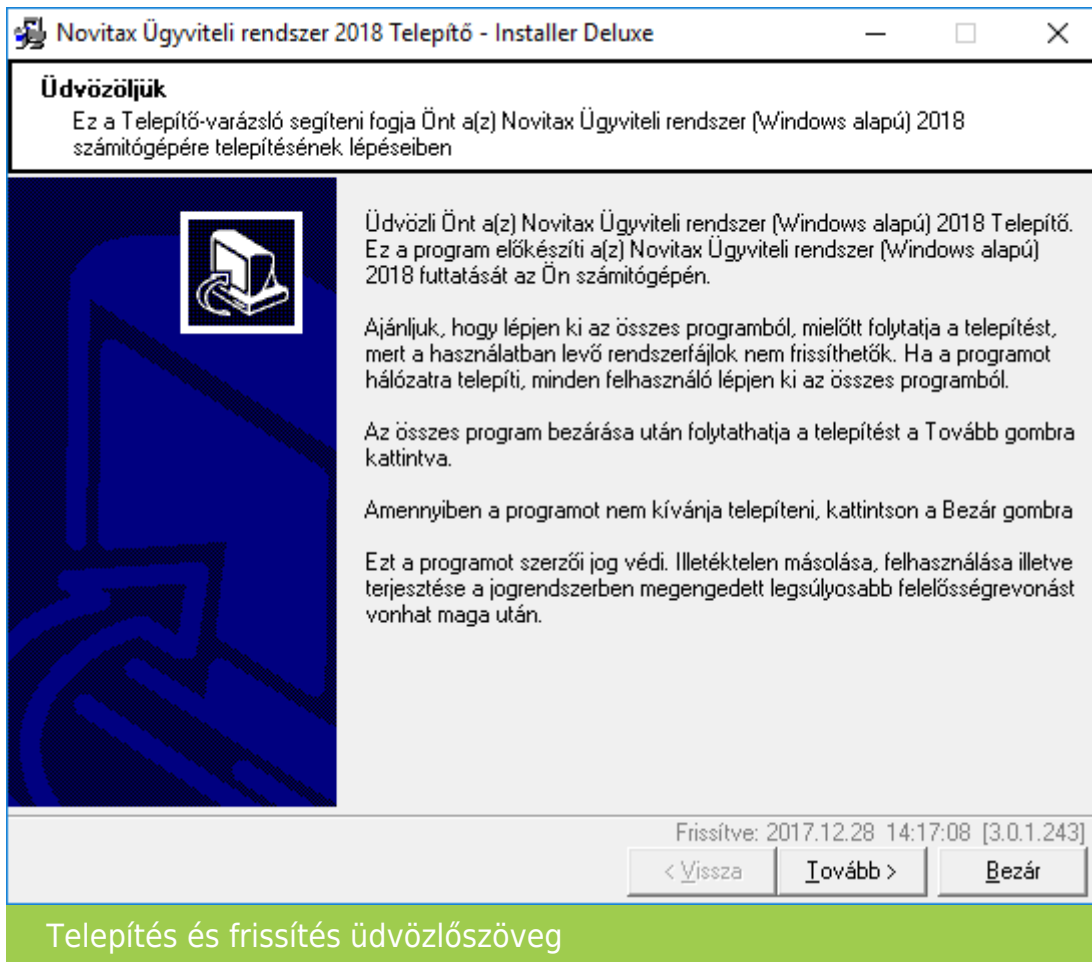 Novitax Ügyviteli rendszer 2018 Telepítő - Installer Deluxe
Üdvözöljük
Ez a Telepítő-varázsló segíteni fogja Önt a(z) Novitax Ügyviteli rendszer (Windows alapú) 2018
számitógépére telepítésének lépéseiben
Üdvözli Önt a(z) Novitax Ügyviteli rendszer (Windows alapú) 2018 Telepítő.
Ez a program előkészíti a(z) Novitax Ügyviteli rendszer (Windows alapú)
2018 futtatását az Ön számitógépén.
Ajánljuk, hogy lépjen ki az összes programból, mielőtt folytatja a telepítést,
mert a használatban levő rendszerfájlok nem frissíthetők. Ha a programot
hálózatra telepíti, minden felhasználó lépjen ki az összes programból.
Az összes program bezárása után folytathatja a telepítést a Tovább gombra
kattintva.
Amennyiben a programot nem kívánja telepíteni, kattintson a Bezár gombra
Ezt a programot szerzői jog védi. Illetéktelen másolása, felhasználása illetve
terjesztése a jogrendszerben megengedett legsúlyosabb felelősségrevonást
vonhat maga után.
Frissítve: 2017.12.28 14:17:08 [3.0.1.243]
< Vissza
Tovább >
Bezár
Telepítés és frissítés üdvözlőszöveg